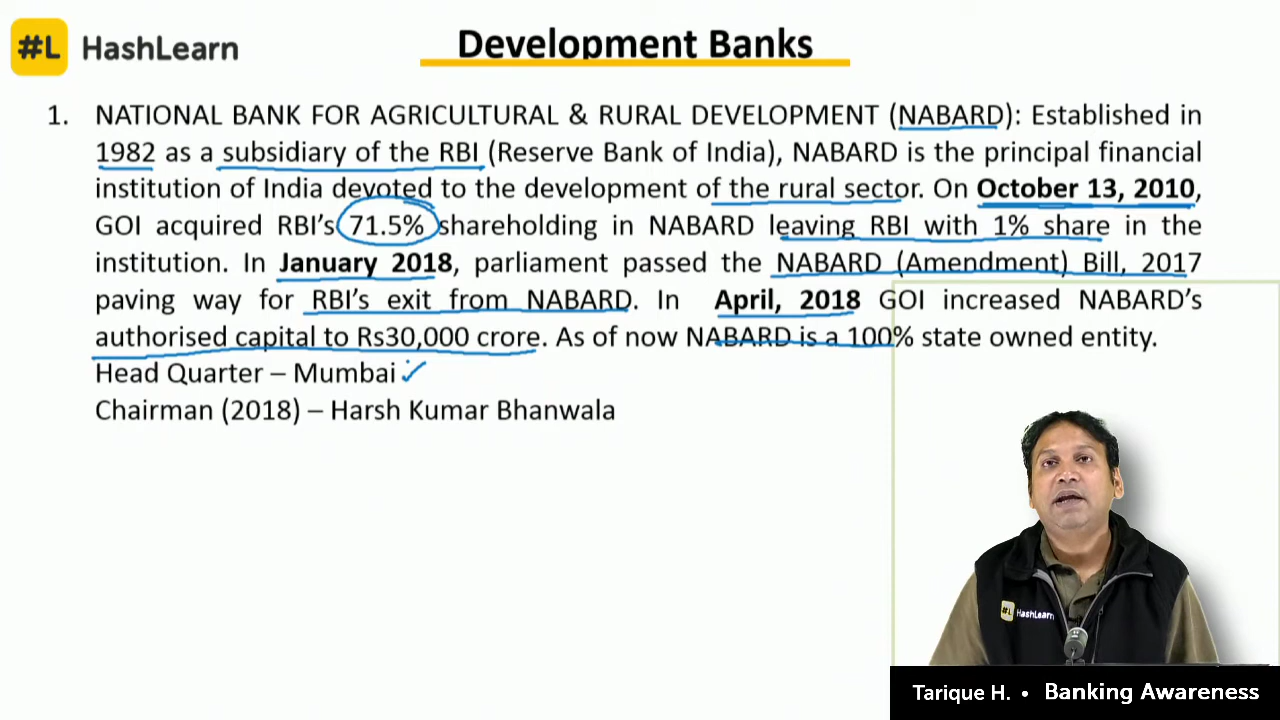 #L HashLearn
Development Banks
1. NATIONAL BANK FOR AGRICULTURAL & RURAL DEVELOPMENT (NABARD): Established in
1982 as a subsidiary of the RBI (Reserve Bank of India), NABARD is the principal financial
institution of India devoted to the development of the rural sector. On October 13, 2010,
GOI acquired RBI's 71.5% shareholding in NABARD leaving RBI with 1% share in the
institution. In January 2018, parliament passed the NABARD (Amendment) Bill, 2017
paving way for RBI's exit from NABARD. In April, 2018 GOI increased NABARD's
authorised capital to Rs30,000 crore. As of now NABARD is a 100% state owned entity.
Head Quarter – Mumbai
Chairman (2018) – Harsh Kumar Bhanwala
#L HashLearn
Tarique H. • Banking Awareness